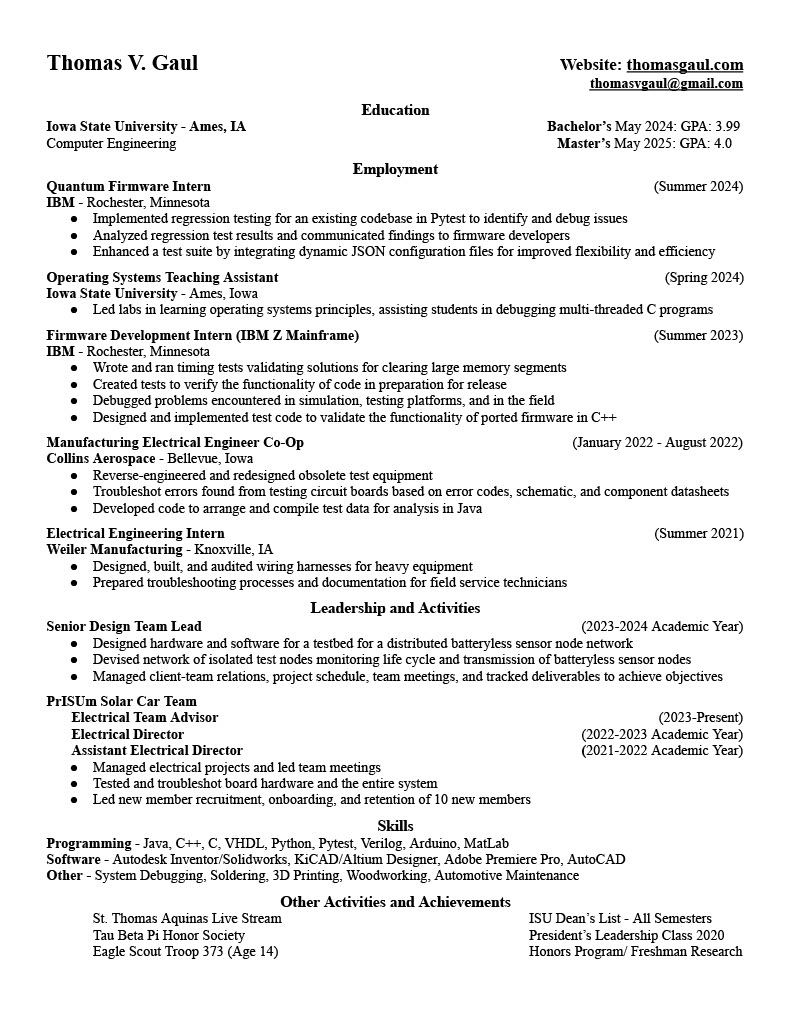 Thomas V. Gaul Website: thomasgaul.com
thomasvgaul@gmail.com
Education
Iowa State University - Ames, IA Bachelor’s May 2024: GPA: 3.99
Computer Engineering Master’s May 2025: GPA: 4.0
Employment
Quantum Firmware Intern (Summer 2024)
IBM - Rochester, Minnesota
● Implemented regression testing for an existing codebase in Pytest to identify and debug issues
● Analyzed regression test results and communicated findings to firmware developers
● Enhanced a test suite by integrating dynamic JSON configuration files for improved flexibility and efficiency
Operating Systems Teaching Assistant (Spring 2024)
Iowa State University - Ames, Iowa
● Led labs in learning operating systems principles, assisting students in debugging multi-threaded C programs
Firmware Development Intern (IBM Z Mainframe) (Summer 2023)
IBM - Rochester, Minnesota
● Wrote and ran timing tests validating solutions for clearing large memory segments
● Created tests to verify the functionality of code in preparation for release
● Debugged problems encountered in simulation, testing platforms, and in the field
● Designed and implemented test code to validate the functionality of ported firmware in C++
Manufacturing Electrical Engineer Co-Op (January 2022 - August 2022)
Collins Aerospace - Bellevue, Iowa
● Reverse-engineered and redesigned obsolete test equipment
● Troubleshot errors found from testing circuit boards based on error codes, schematic, and component datasheets
● Developed code to arrange and compile test data for analysis in Java
Electrical Engineering Intern (Summer 2021)
Weiler Manufacturing - Knoxville, IA
● Designed, built, and audited wiring harnesses for heavy equipment
● Prepared troubleshooting processes and documentation for field service technicians
Leadership and Activities
Senior Design Team Lead (2023-2024 Academic Year)
● Designed hardware and software for a testbed for a distributed batteryless sensor node network
● Devised network of isolated test nodes monitoring life cycle and transmission of batteryless sensor nodes
● Managed client-team relations, project schedule, team meetings, and tracked deliverables to achieve objectives
PrISUm Solar Car Team
Electrical Team Advisor (2023-Present)
Electrical Director (2022-2023 Academic Year)
Assistant Electrical Director (2021-2022 Academic Year)
● Managed electrical projects and led team meetings
● Tested and troubleshot board hardware and the entire system
● Led new member recruitment, onboarding, and retention of 10 new members
Skills
Programming - Java, C++, C, VHDL, Python, Pytest, Verilog, Arduino, MatLab
Software - Autodesk Inventor/Solidworks, KiCAD/Altium Designer, Adobe Premiere Pro, AutoCAD
Other - System Debugging, Soldering, 3D Printing, Woodworking, Automotive Maintenance
Other Activities and Achievements
St. Thomas Aquinas Live Stream ISU Dean’s List - All Semesters
Tau Beta Pi Honor Society President’s Leadership Class 2020
Eagle Scout Troop 373 (Age 14) Honors Program/ Freshman Research